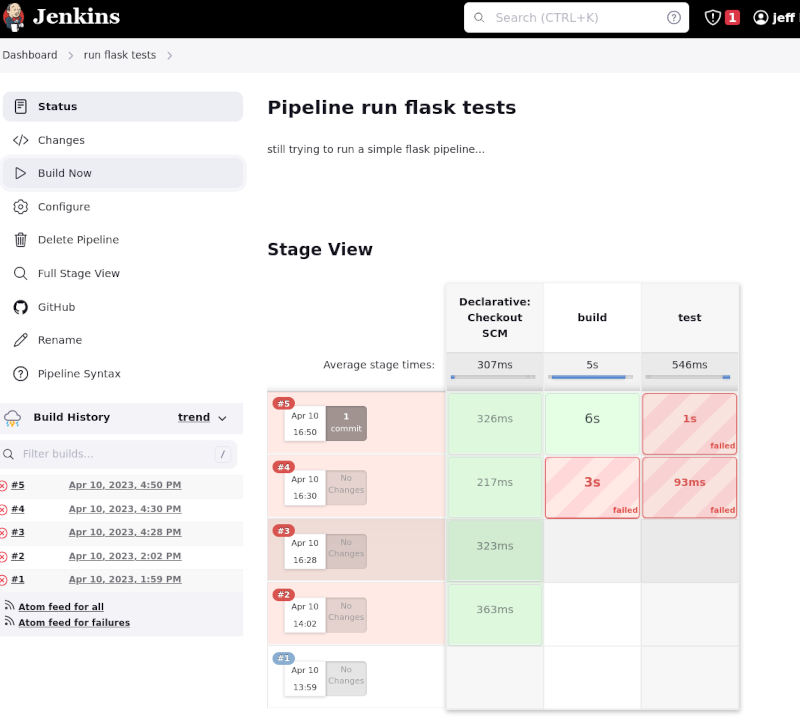 Jenkins
Search (CTRL+K)
1
jeff
Dashboard
run flask tests
Status
Changes
Build Now
Configure
Delete Pipeline
Full Stage View
GitHub
Rename
Pipeline Syntax
Build History
trend
Filter builds...
/
#5 Apr 10, 2023, 4:50 PM
#4 Apr 10, 2023, 4:30 PM
#3 Apr 10, 2023, 4:28 PM
#2 Apr 10, 2023, 2:02 PM
#1 Apr 10, 2023, 1:59 PM
Atom feed for all
Atom feed for failures
Pipeline run flask tests
still trying to run a simple flask pipeline...
Stage View
Declarative:
Checkout
SCM
build
test
Average stage times:
307ms
5s
546ms
#5
Apr 10
16:50
1
commit
326ms
6s
1s
failed
#4
Apr 10
16:30
No
Changes
217ms
3s
failed
93ms
failed
#3
Apr 10
16:28
No
Changes
323ms
#2
Apr 10
14:02
No
Changes
363ms
#1
Apr 10
13:59
No
Changes